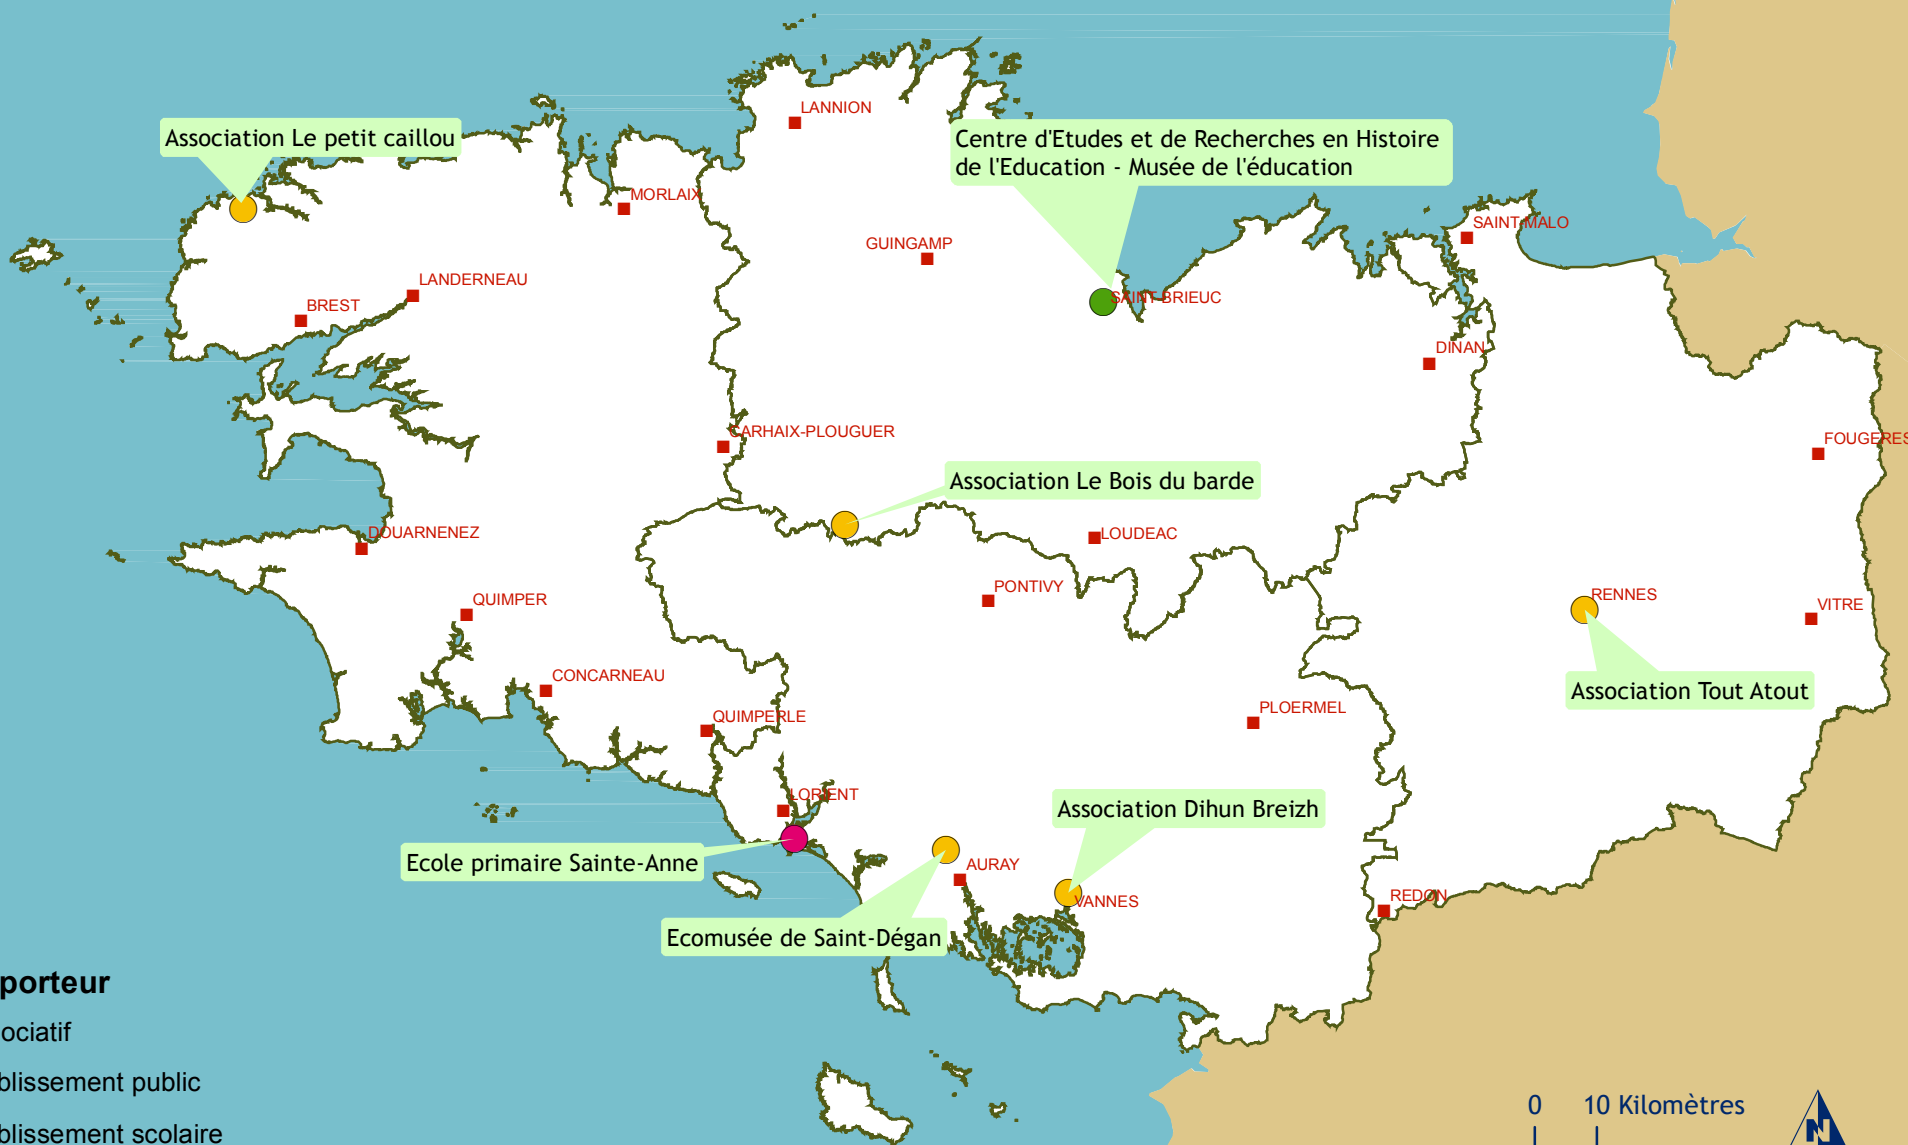 LANNION
Association Le petit caillou
Centre d'Etudes et de Recherches en Histoire
de l'Education - Musée de l'éducation
MORLAIX
SAINT-MALO
GUINGAMP
LANDERNEAU
BREST
SAINT-BRIEUC
DINAN
CARHAIX-PLOUGUER
FOUGERES
Association Le Bois du barde
DOUARNENEZ
LOUDEAC
PONTIVY
QUIMPER
RENNES
VITRE
CONCARNEAU
Association Tout Atout
QUIMPERLE
PLOERMEL
LORIENT
Association Dihun Breizh
Ecole primaire Sainte-Anne
AURAY
VANNES
REDON
Ecomusée de Saint-Dégan
porteur
ociatif
blissement public
blissement scolaire
0 10 Kilomètres
N